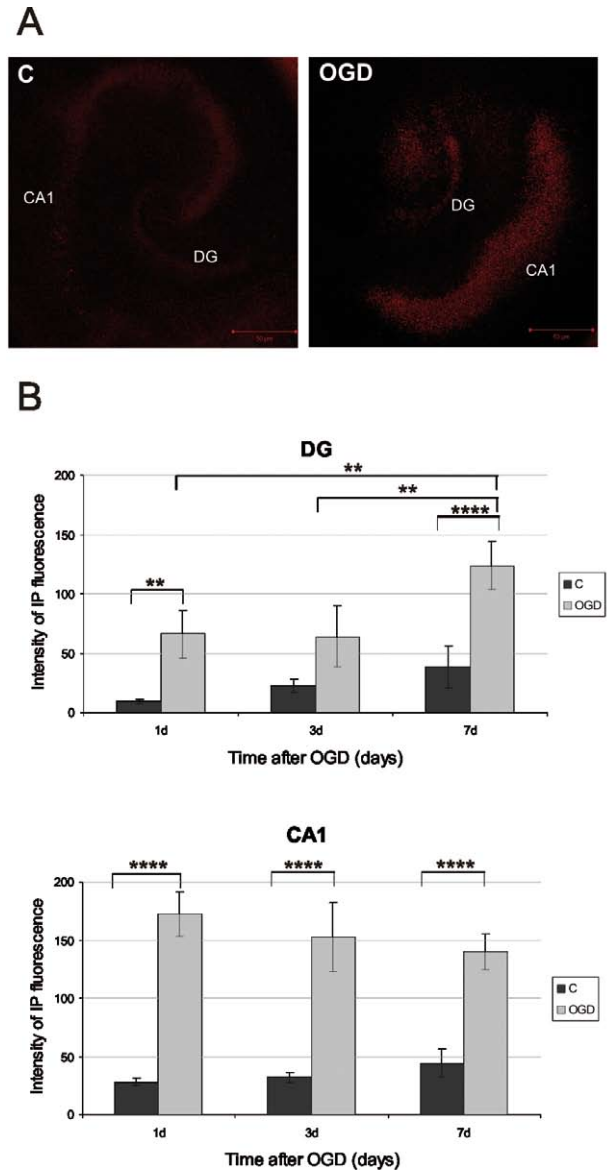 A
C
OGD
CA1
DG
DG
CA1
50 µm
B
DG
**
**
****
**
200
150
100
50
0
Intensity of IP fluorescence
C
OGD
1d
3d
7d
Time after OGD (days)
CA1
****
****
****
200
150
100
50
0
Intensity of IP fluorescence
C
OGD
1d
3d
7d
Time after OGD (days)